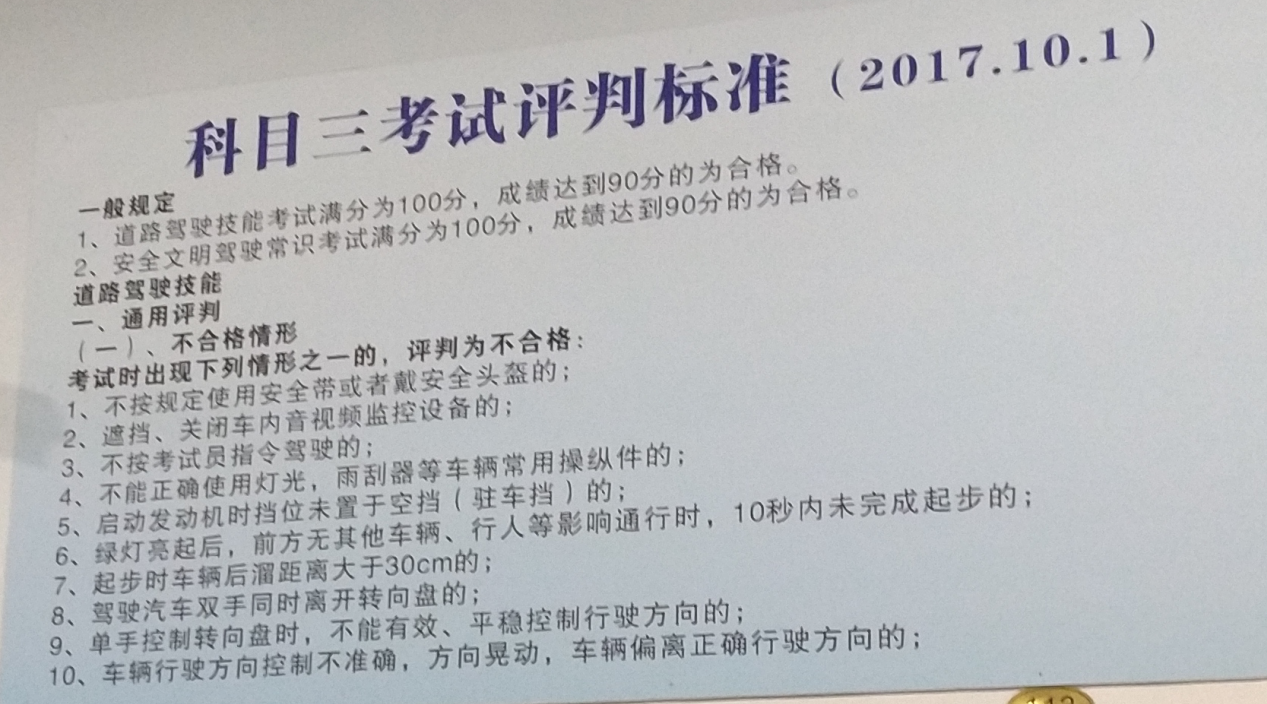 科目三考试评判标准（2017.10.1）
一般规定
1、道路驾驶技能考试满分为100分，成绩达到90分的为合格。
2、安全文明驾驶常识考试满分为100分，成绩达到90分的为合格。
道路驾驶技能
一、通用评判
（一）、不合格情形
考试时出现下列情形之一的，评判为不合格：
1、不按规定使用安全带或者戴安全头盔的；
2、遮挡、关闭车内音视频监控设备的；
3、不按考试员指令驾驶的；
4、不能正确使用灯光，雨刮器等车辆常用操纵件的；
5、启动发动机时挡位未置于空挡（驻车挡）的；
6、绿灯亮起后，前方无其他车辆、行人等影响通行时，10秒内未完成起步的；
7、起步时车辆后溜距离大于30cm的；
8、驾驶汽车双手同时离开转向盘的；
9、单手控制转向盘时，不能有效、平稳控制行驶方向的；
10、车辆行驶方向控制不准确，方向晃动，车辆偏离正确行驶方向的；